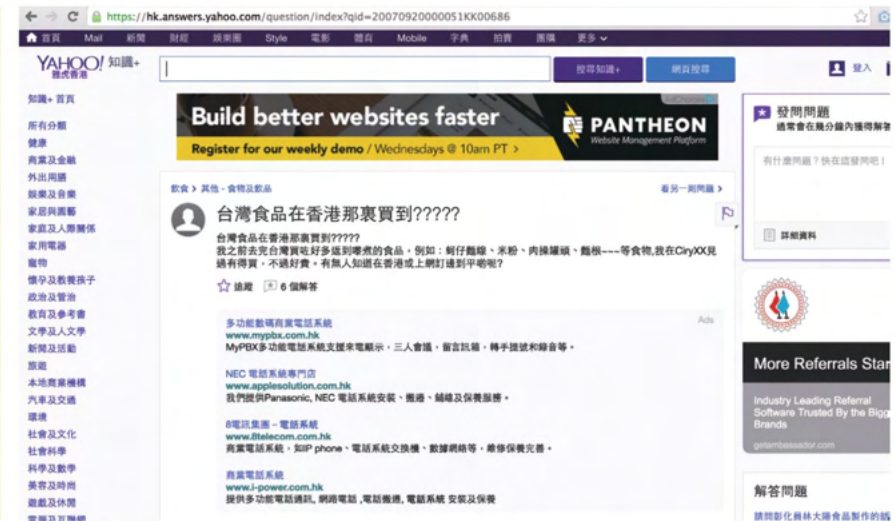 https://hk.answers.yahoo.com/question/index?qid=20070920000051KK00686
首頁 Mail 新聞 財經 娛樂圈 Style 電影 體育 Mobile 字典 拍賣 團購 更多
YAHOO! 知識+
雅虎香港
搜尋知識+ 網頁搜尋
登入
知識+ 首頁
所有分類
健康
商業及金融
外出用膳
娛樂及音樂
家居與園藝
家庭及人際關係
家用電器
寵物
懷孕及教養孩子
政治及管治
教育及參考書
文學及人文學
新聞及活動
旅遊
本地商業機構
汽車及交通
環境
社會及文化
社會科學
科學及數學
美容及時尚
遊戲及休閒
電腦及互聯網
Build better websites faster
Register for our weekly demo / Wednesdays @ 10am PT >
PANTHEON
Website Management Platform
飲食 > 其他 - 食物及飲品
看另一則問題 >
台灣食品在香港那裏買到?????
台灣食品在香港那裏買到?????
我之前去完台灣買咗好多返到嚟煮的食品，例如：蚵仔麵線、米粉、肉操罐頭、麵根~~~等食物,我在CiryXX見
過有得買，不過好貴。有無人知道在香港或上網訂邊到平啲呢?
追蹤 6 個解答
Ads
多功能數碼商業電話系統
www.mypbx.com.hk
MyPBX多功能電話系統支援來電顯示，三人會議，留言訊箱，轉手提號和錄音等。
NEC 電話系統專門店
www.applesolution.com.hk
我們提供Panasonic, NEC 電話系統安裝、搬遷、舖線及保養服務。
8電訊集團 - 電話系統
www.8telecom.com.hk
商業電話系統，如IP phone、電話系統交換機、數據網絡等，維修保養完善。
商業電話系統
www.i-power.com.hk
提供多功能電話通訊, 網路電話 ,電話搬遷, 電話系統 安裝及保養
發問問題
通常會在幾分鐘內獲得解答
有什麼問題？快在這發問吧！
詳細資料
More Referrals Star
Industry Leading Referral
Software Trusted By the Bigg
Brands
getambassador.com
解答問題
請問彰化員林大陽食品製作的